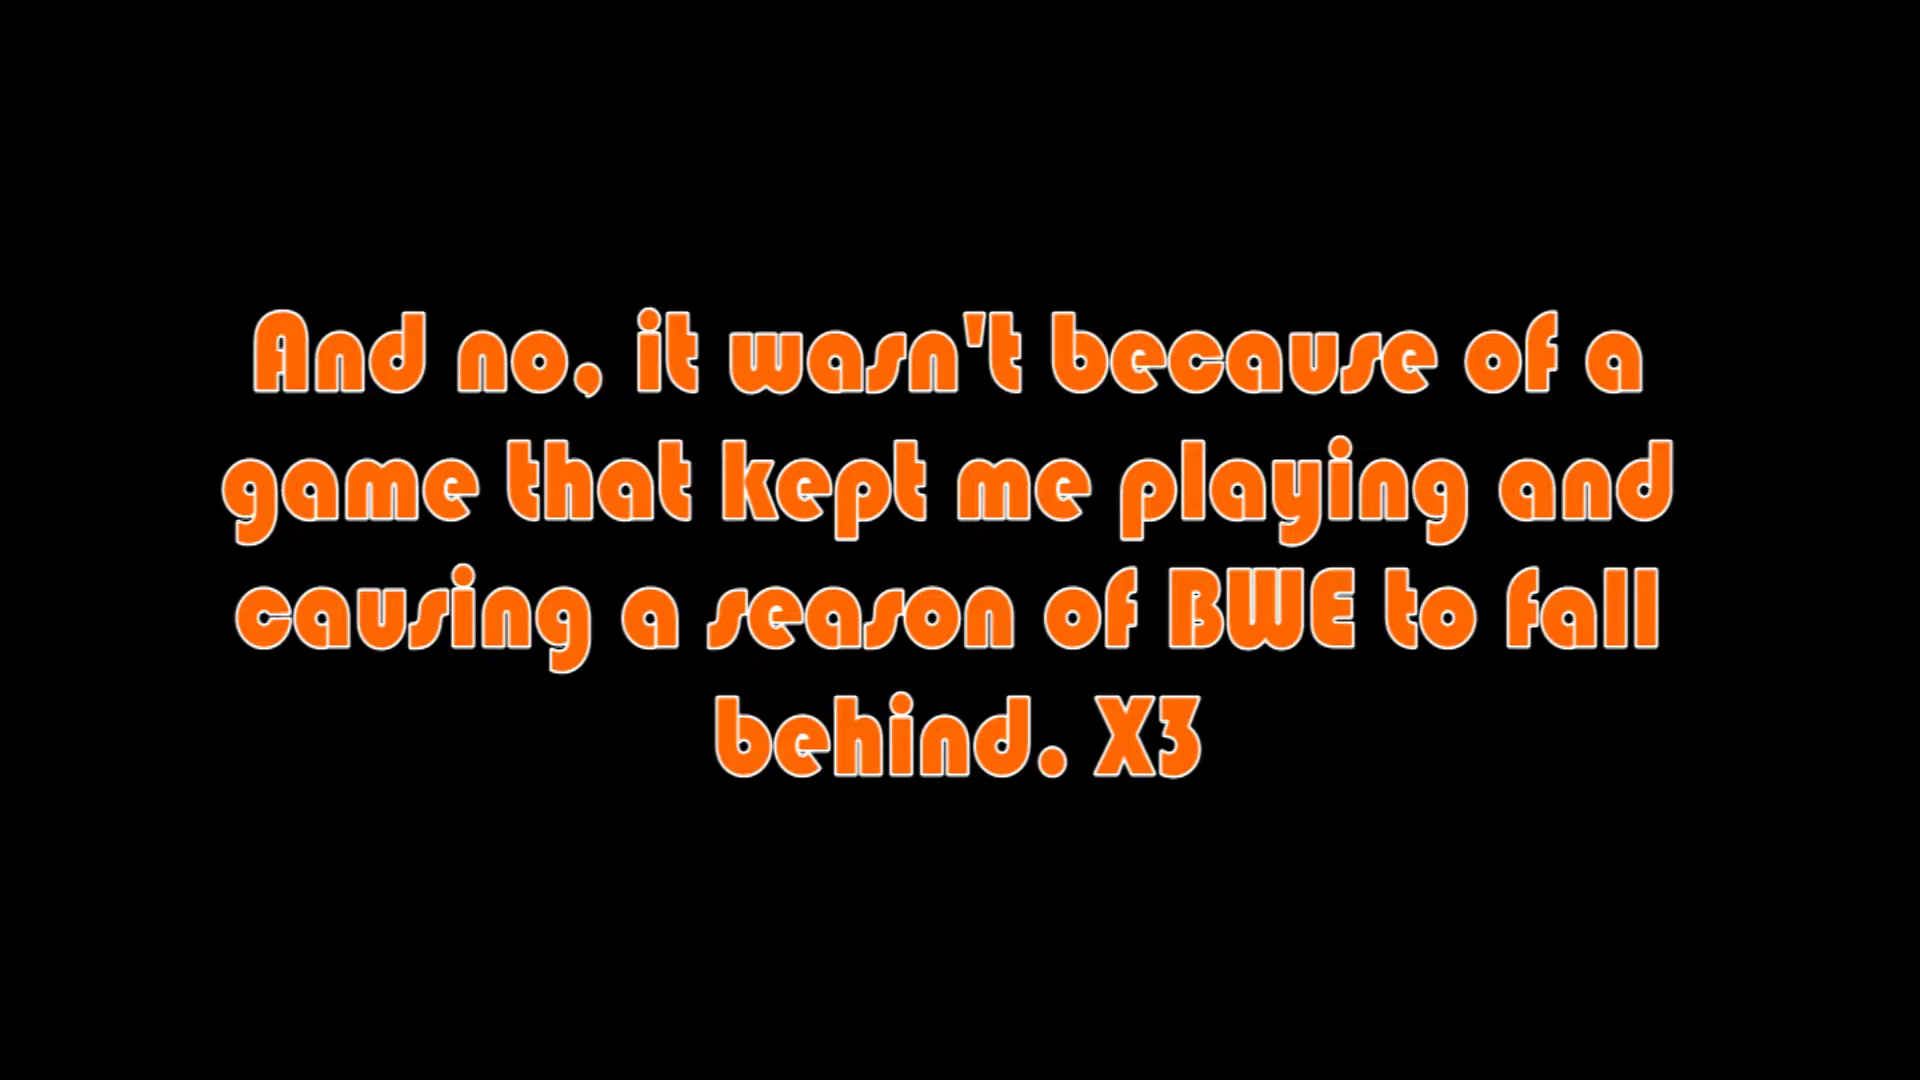 And no, it wasn't because of a
game that kept me playing and
causing a season of BWE to fall
behind. X3